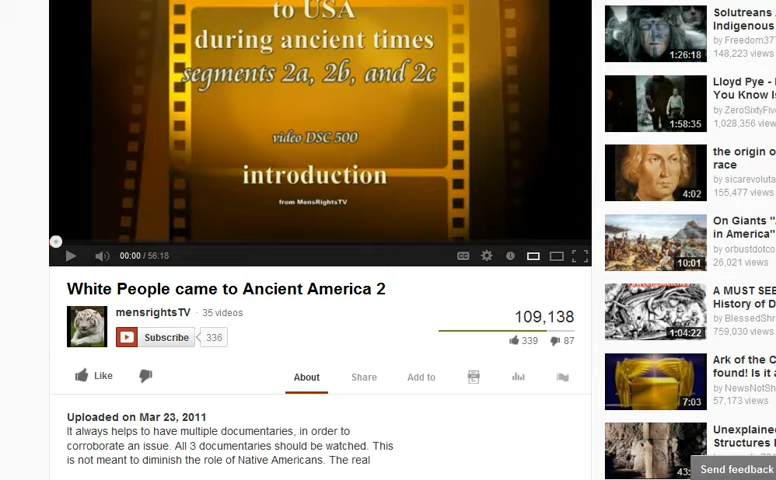 to USA
during ancient times
segments 2a, 2b, and 2c
video DSC 500
introduction
from MensRightsTV
00:00 / 56:18
White People came to Ancient America 2
mensrightsTV · 35 videos
Subscribe 336
109,138
339 87
Like
About Share Add to
Uploaded on Mar 23, 2011
It always helps to have multiple documentaries, in order to
corroborate an issue. All 3 documentaries should be watched. This
is not meant to diminish the role of Native Americans. The real
1:26:18
Solutreans
Indigenous
by Freedom37
148,223 views
1:58:35
Lloyd Pye -
You Know Is
by ZeroSixtyFive
1,028,356 view
4:02
the origin o
race
by sicarevoluta
155,477 views
10:01
On Giants "
in America"
by orbustdotco
26,021 views
1:04:22
A MUST SEE
History of D
by BlessedShr
759,030 views
7:03
Ark of the C
found! Is it a
by NewsNotSh
57,173 views
43:
Unexplained
Structures
Send feedback